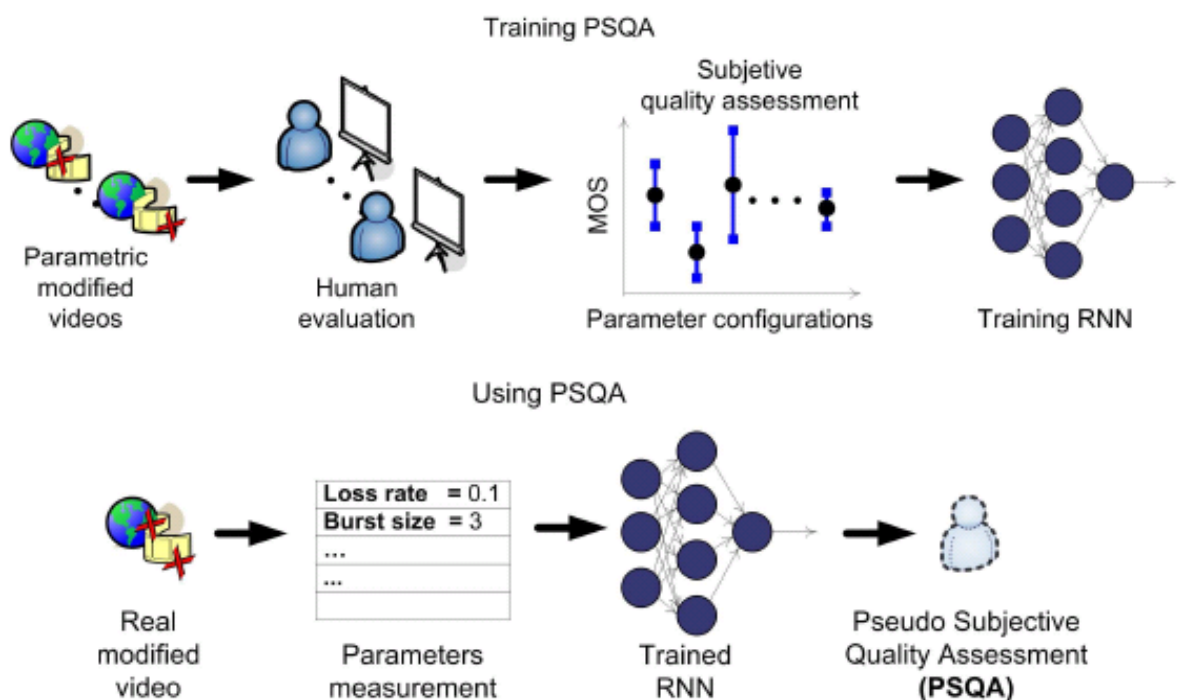 Training PSQA
Subjetive
quality assessment
MOS
Parametric
modified
videos
Human
evaluation
Parameter configurations
Training RNN
Using PSQA
Loss rate = 0.1
Burst size = 3
...
...
Real
modified
video
Parameters
measurement
Trained
RNN
Pseudo Subjective
Quality Assessment
(PSQA)